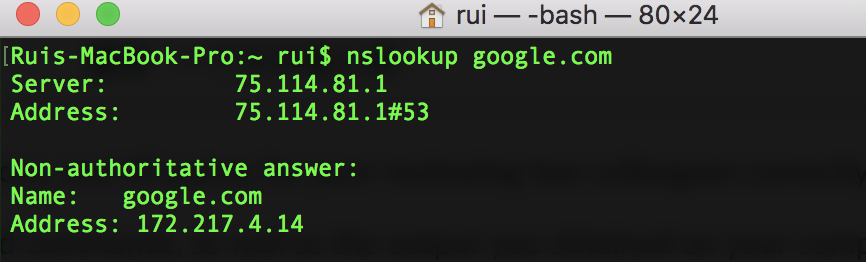 rui — -bash — 80×24
[Ruis-MacBook-Pro:~ rui$ nslookup google.com
Server:		75.114.81.1
Address:	75.114.81.1#53
Non-authoritative answer:
Name:	google.com
Address: 172.217.4.14